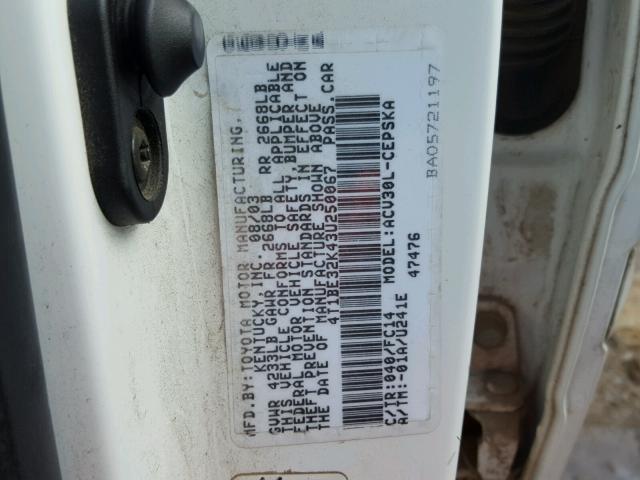 MFD.BY:TOYOTA MOTOR MANUFACTURING,
KENTUCKY,INC. 08/03
GVWR 4233LB GAWR FR 2668LB RR 2668LB
THIS VEHICLE CONFORMS TO ALL APPLICABLE
FEDERAL MOTOR VEHICLE SAFETY, BUMPER AND
THEFT PREVENTION STANDARDS IN EFFECT ON
THE DATE OF MANUFACTURE SHOWN ABOVE
4T1BE32K43U250067 PASS.CAR
C/TR:040/FC14 MODEL:ACV30L-CEPSKA
A/TM:-01A/U241E 47476
BA05721197